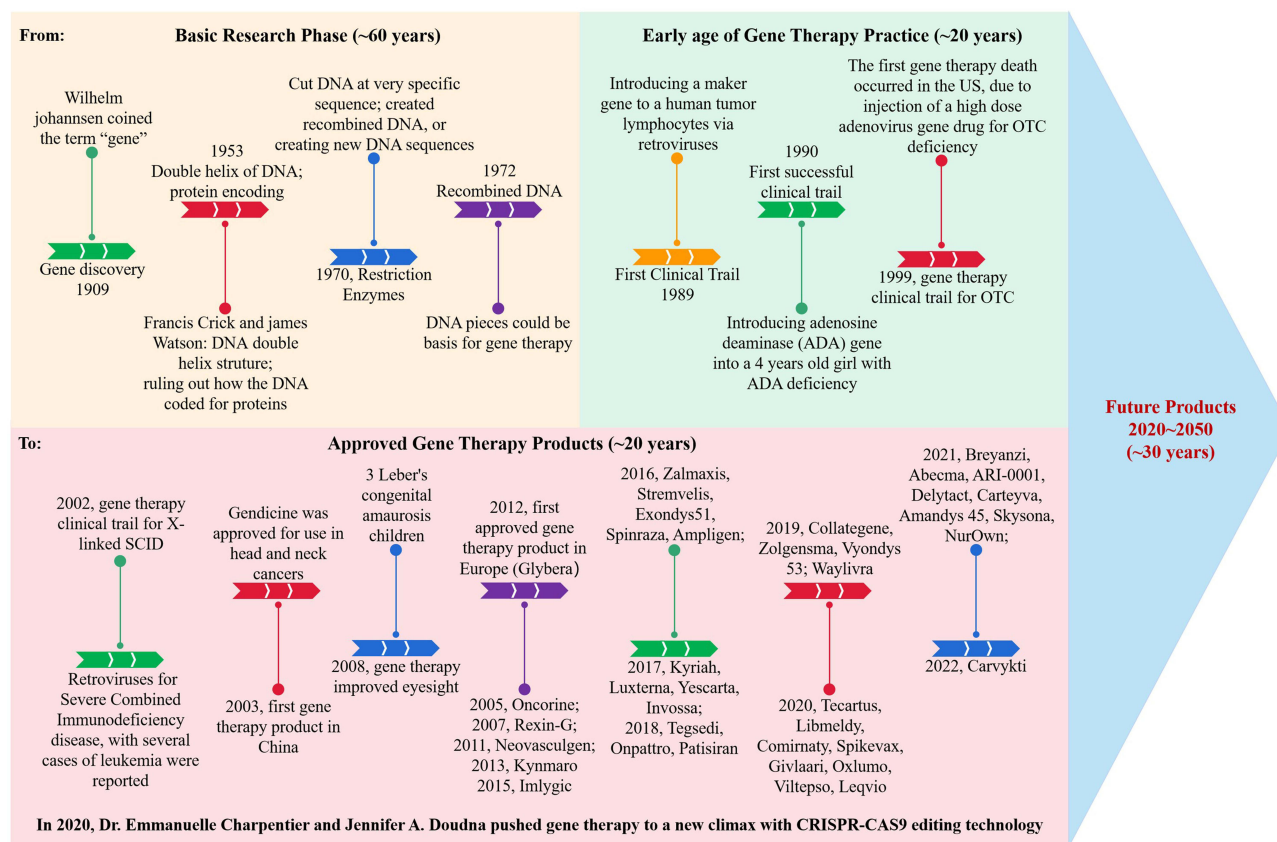 From:
Basic Research Phase (~60 years)
Wilhelm
johannsen coined
the term “gene”
Gene discovery
1909
1953
Double helix of DNA;
protein encoding
Francis Crick and james
Watson: DNA double
helix struture;
ruling out how the DNA
coded for proteins
Cut DNA at very specific
sequence; created
recombined DNA, or
creating new DNA sequences
1970, Restriction
Enzymes
1972
Recombined DNA
DNA pieces could be
basis for gene therapy
Early age of Gene Therapy Practice (~20 years)
Introducing a maker
gene to a human tumor
lymphocytes via
retroviruses
First Clinical Trail
1989
1990
First successful
clinical trail
Introducing adenosine
deaminase (ADA) gene
into a 4 years old girl with
ADA deficiency
The first gene therapy death
occurred in the US, due to
injection of a high dose
adenovirus gene drug for OTC
deficiency
1999, gene therapy
clinical trail for OTC
To:
Approved Gene Therapy Products (~20 years)
2002, gene therapy
clinical trail for X-
linked SCID
Retroviruses for
Severe Combined
Immunodeficiency
disease, with several
cases of leukemia were
reported
Gendicine was
approved for use in
head and neck
cancers
2003, first gene
therapy product in
China
3 Leber's
congenital
amaurosis
children
2008, gene therapy
improved eyesight
2012, first
approved gene
therapy product in
Europe (Glybera)
2005, Oncorine;
2007, Rexin-G;
2011, Neovasculgen;
2013, Kynmaro
2015, Imlygic
2016, Zalmaxis,
Stremvelis,
Exondys51,
Spinraza, Ampligen;
2017, Kyriah,
Luxterna, Yescarta,
Invossa;
2018, Tegsedi,
Onpattro, Patisiran
2019, Collategene,
Zolgensma, Vyondys
53; Waylivra
2020, Tecartus,
Libmeldy,
Comirnaty, Spikevax,
Givlaari, Oxlumo,
Viltepso, Leqvio
2021, Breyanzi,
Abecma, ARI-0001,
Delytact, Carteyva,
Amandys 45, Skysona,
NurOwn;
2022, Carvykti
In 2020, Dr. Emmanuelle Charpentier and Jennifer A. Doudna pushed gene therapy to a new climax with CRISPR-CAS9 editing technology
Future Products
2020~2050
(~30 years)